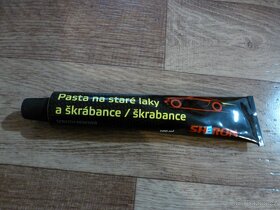 Pasta na staré laky
a škrábance / škrabance
SHERON